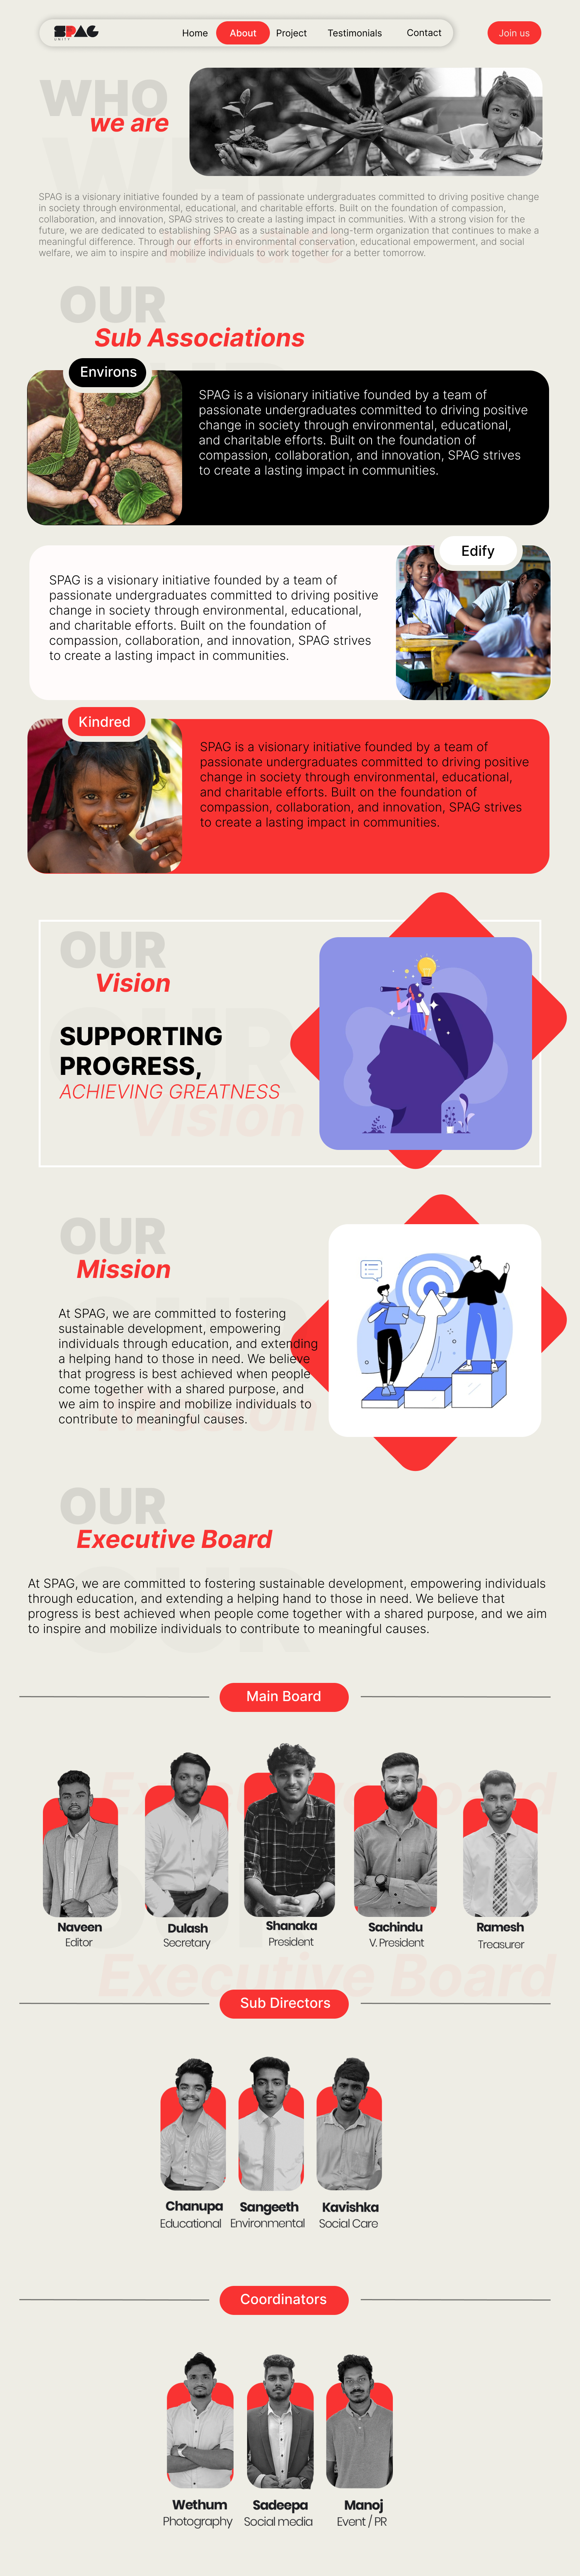 SPAG
UNITY
Home About Project Testimonials Contact Join us
WHO
we are
SPAG is a visionary initiative founded by a team of passionate undergraduates committed to driving positive change
in society through environmental, educational, and charitable efforts. Built on the foundation of compassion,
collaboration, and innovation, SPAG strives to create a lasting impact in communities. With a strong vision for the
future, we are dedicated to establishing SPAG as a sustainable and long-term organization that continues to make a
meaningful difference. Through our efforts in environmental conservation, educational empowerment, and social
welfare, we aim to inspire and mobilize individuals to work together for a better tomorrow.
OUR
Sub Associations
Environs
SPAG is a visionary initiative founded by a team of
passionate undergraduates committed to driving positive
change in society through environmental, educational,
and charitable efforts. Built on the foundation of
compassion, collaboration, and innovation, SPAG strives
to create a lasting impact in communities.
Edify
SPAG is a visionary initiative founded by a team of
passionate undergraduates committed to driving positive
change in society through environmental, educational,
and charitable efforts. Built on the foundation of
compassion, collaboration, and innovation, SPAG strives
to create a lasting impact in communities.
Kindred
SPAG is a visionary initiative founded by a team of
passionate undergraduates committed to driving positive
change in society through environmental, educational,
and charitable efforts. Built on the foundation of
compassion, collaboration, and innovation, SPAG strives
to create a lasting impact in communities.
OUR
Vision
SUPPORTING
PROGRESS,
ACHIEVING GREATNESS
Vision
OUR
Mission
At SPAG, we are committed to fostering
sustainable development, empowering
individuals through education, and extending
a helping hand to those in need. We believe
that progress is best achieved when people
come together with a shared purpose, and
we aim to inspire and mobilize individuals to
contribute to meaningful causes.
Mission
OUR
Executive Board
At SPAG, we are committed to fostering sustainable development, empowering individuals
through education, and extending a helping hand to those in need. We believe that
progress is best achieved when people come together with a shared purpose, and we aim
to inspire and mobilize individuals to contribute to meaningful causes.
OUR
Main Board
Executive Board
Naveen Dulash Shanaka Sachindu Ramesh
Editor Secretary President V. President Treasurer
Executive Board
Sub Directors
Chanupa Sangeeth Kavishka
Educational Environmental Social Care
Coordinators
Wethum Sadeepa Manoj
Photography Social media Event / PR